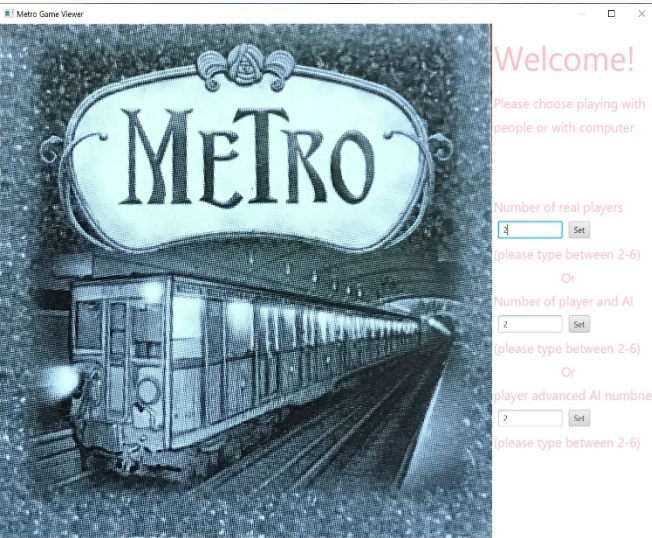 Metro Game Viewer
METRO
Welcome!
Please choose playing with
people or with computer
Number of real players
2
Set
(please type between 2-6)
Or
Number of player and AI
2
Set
(please type between 2-6)
Or
player advanced AI numbne
2
Set
(please type between 2-6)